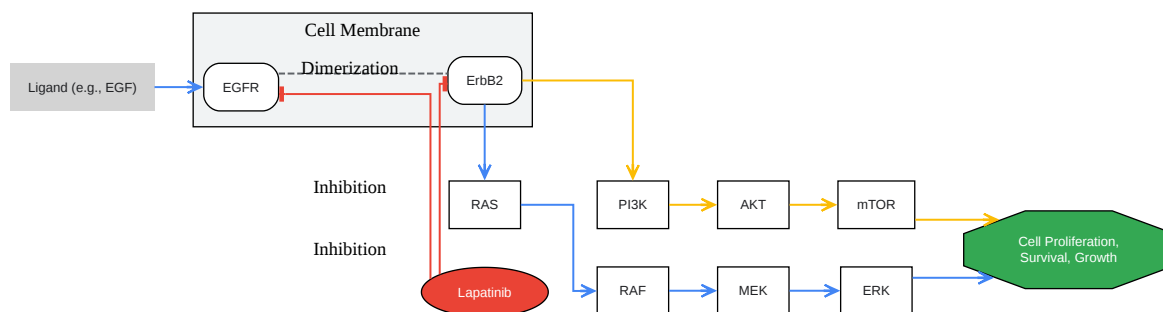 Cell Membrane
Dimerization
Ligand (e.g., EGF)
EGFR
ErbB2
Inhibition
RAS
PI3K
AKT
mTOR
Inhibition
Cell Proliferation,
Survival, Growth
Lapatinib
RAF
MEK
ERK